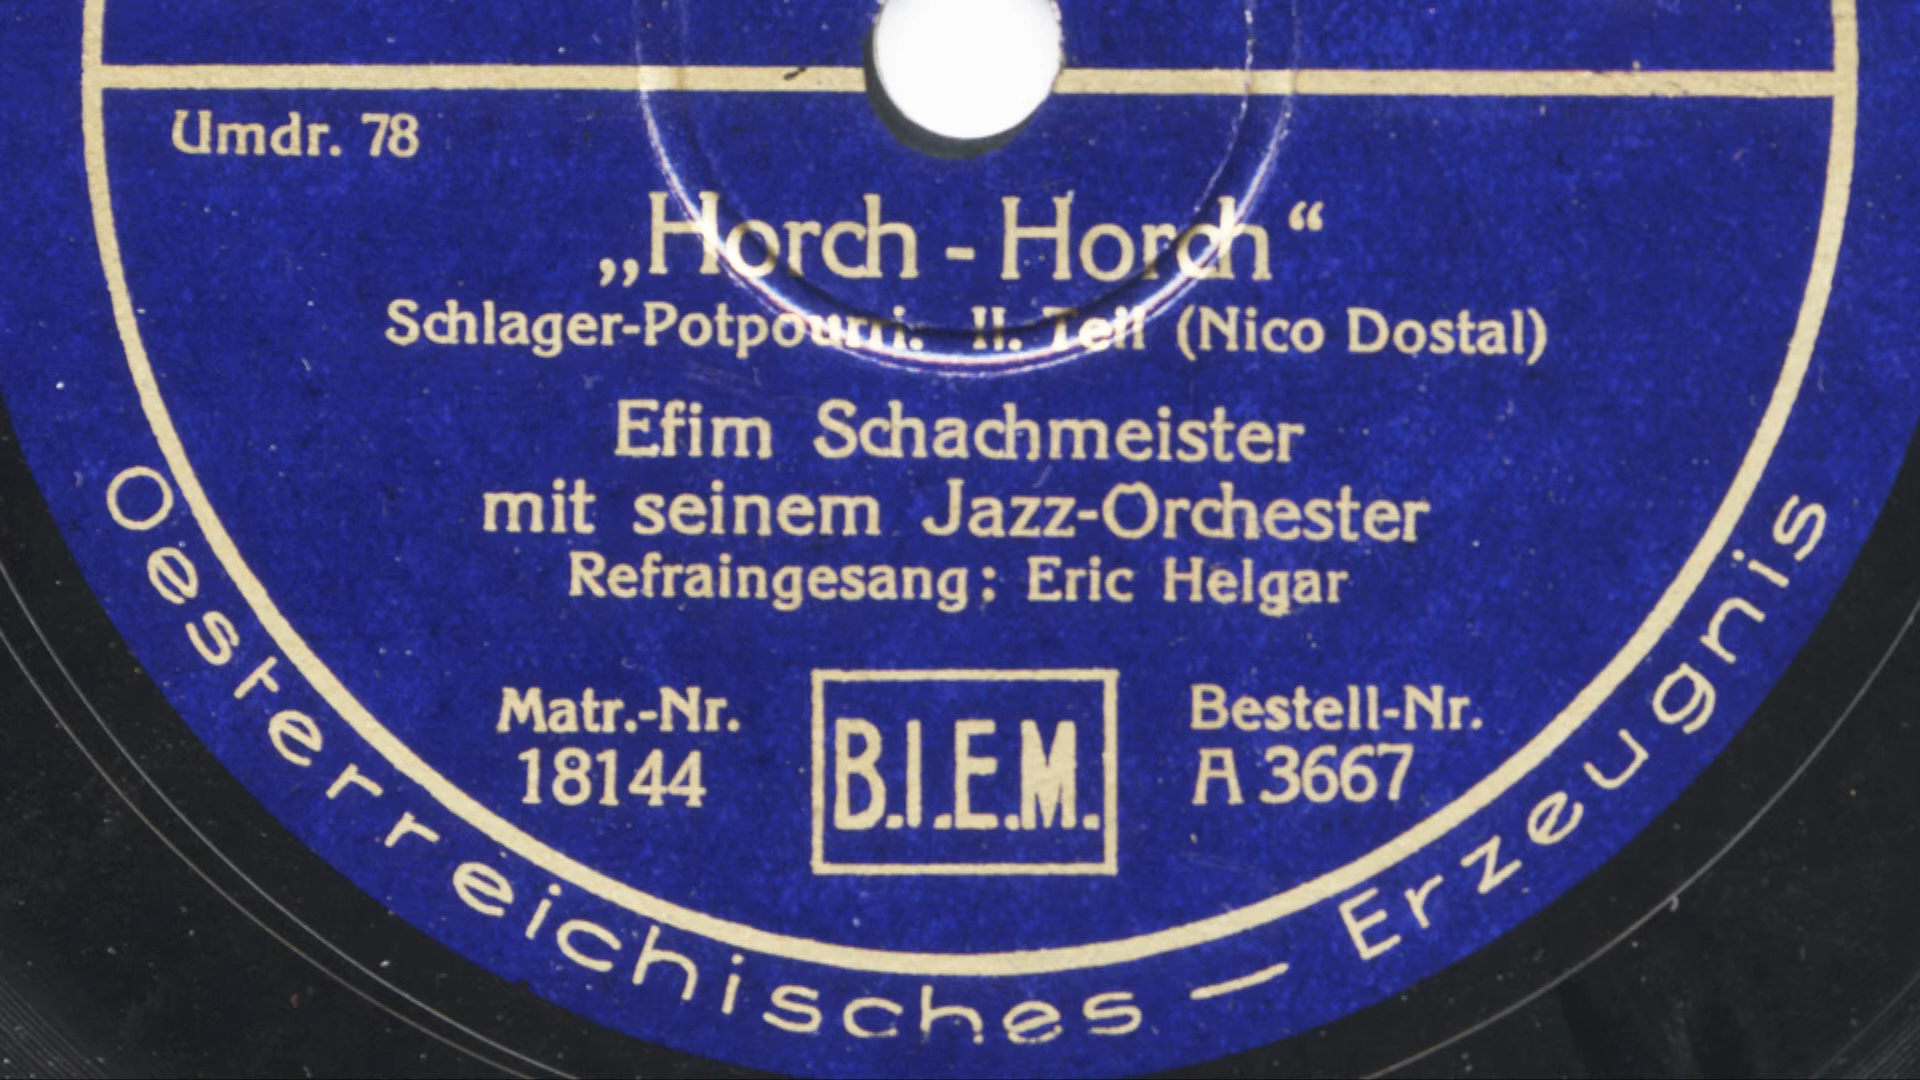 Umdr. 78
„Horch - Horch“
Schlager-Potpourri. II. Teil (Nico Dostal)
Efim Schachmeister
mit seinem Jazz-Orchester
Refraingesang: Eric Helgar
Matr.-Nr.
18144
B.I.E.M.
Bestell-Nr.
A 3667
Oesterreichisches — Erzeugnis